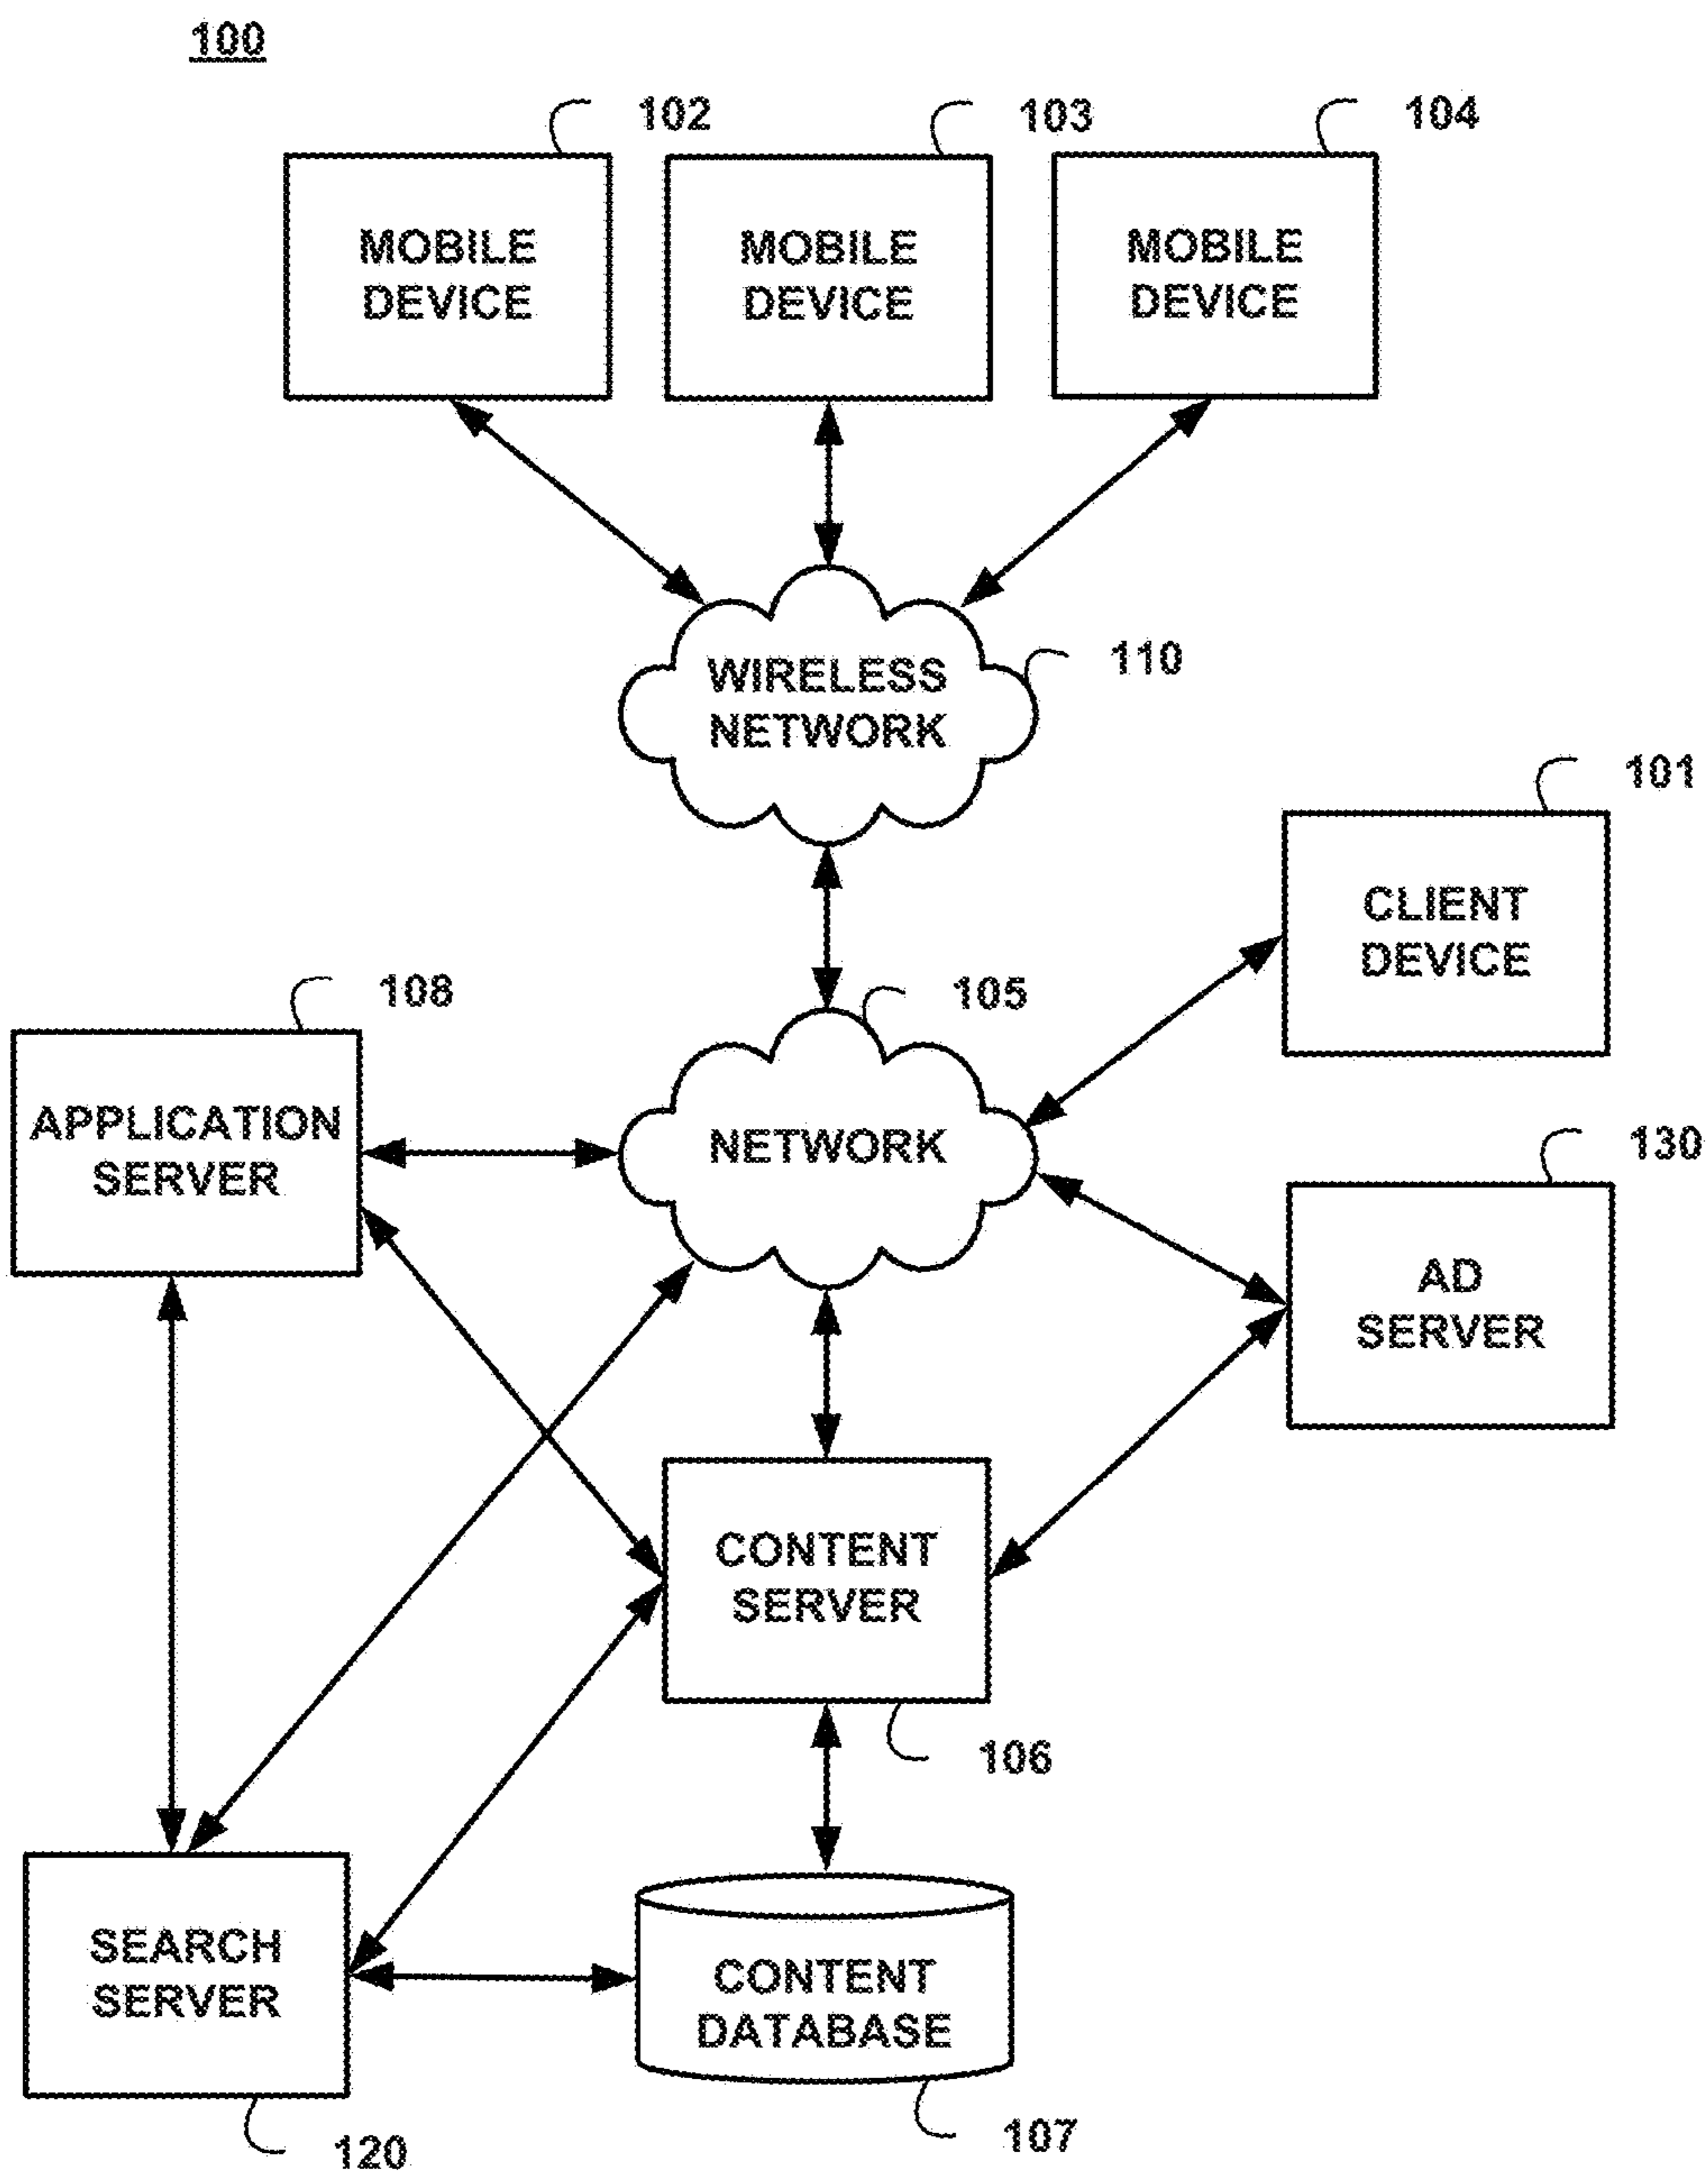 100
102
103
104
MOBILE
DEVICE
MOBILE
DEVICE
MOBILE
DEVICE
WIRELESS
NETWORK
110
101
CLIENT
DEVICE
108
105
APPLICATION
SERVER
NETWORK
130
AD
SERVER
CONTENT
SERVER
106
SEARCH
SERVER
CONTENT
DATABASE
120
107